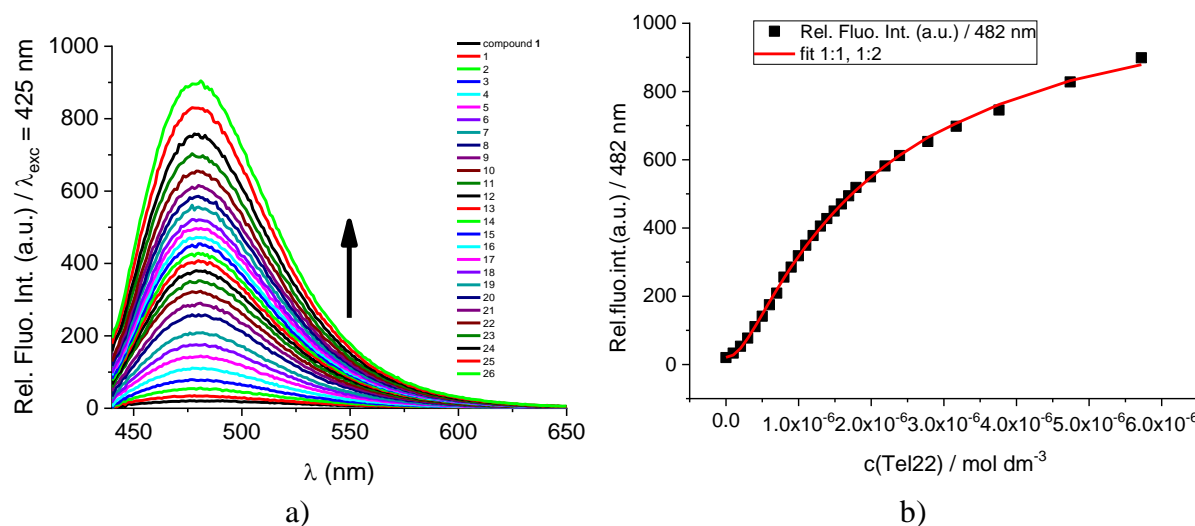 Rel. Fluo. Int. (a.u.) / λexc = 425 nm
1000
800
600
400
200
0
450
500
550
600
650
λ (nm)
compound 1
1
2
3
4
5
6
7
8
9
10
11
12
13
14
15
16
17
18
19
20
21
22
23
24
25
26
a)
Rel. Fluo. Int. (a.u.) / 482 nm
fit 1:1, 1:2
Rel.fluo.int.(a.u.) / 482 nm
1000
800
600
400
200
0
0.0
1.0x10⁻⁶
2.0x10⁻⁶
3.0x10⁻⁶
4.0x10⁻⁶
5.0x10⁻⁶
6.0x10⁻⁶
c(Tel22) / mol dm⁻³
b)